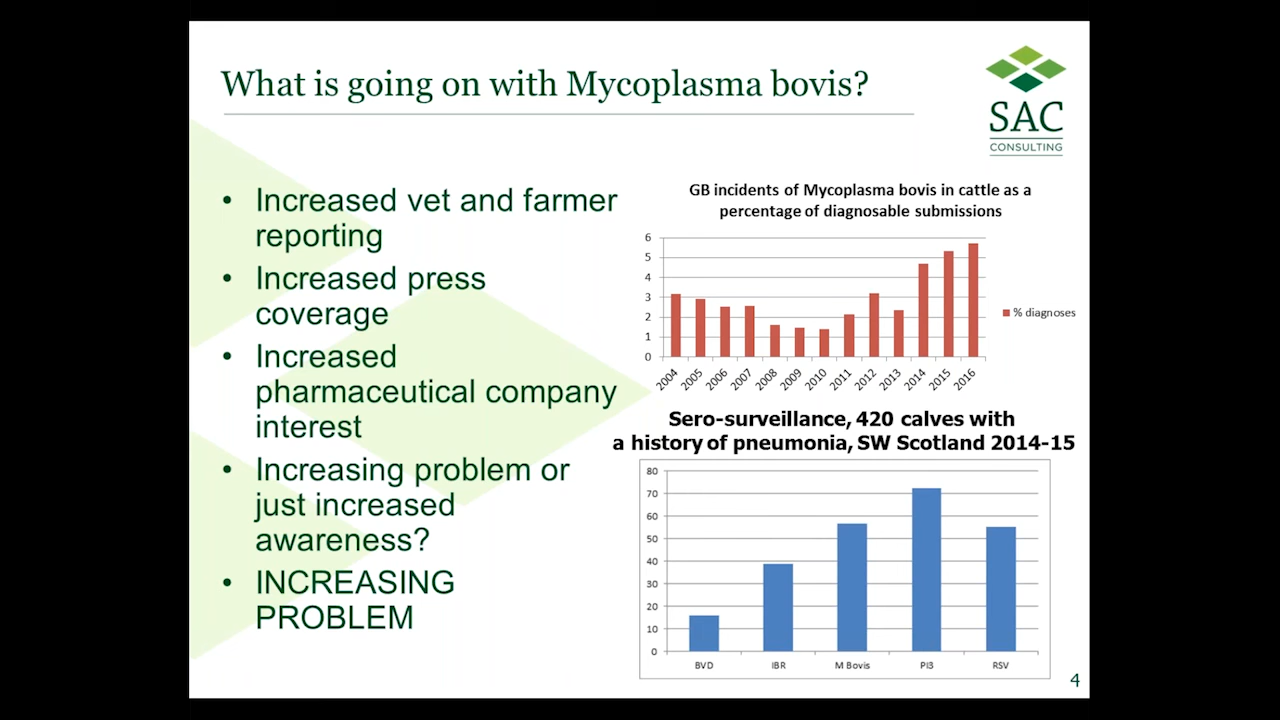 What is going on with Mycoplasma bovis?
SAC
CONSULTING
• Increased vet and farmer
reporting
• Increased press
coverage
• Increased
pharmaceutical company
interest
• Increasing problem or
just increased
awareness?
• INCREASING
PROBLEM
GB incidents of Mycoplasma bovis in cattle as a
percentage of diagnosable submissions
6
5
4
3
2
1
0
2004 2005 2006 2007 2008 2009 2010 2011 2012 2013 2014 2015 2016
% diagnoses
Sero-surveillance, 420 calves with
a history of pneumonia, SW Scotland 2014-15
80
70
60
50
40
30
20
10
0
BVD IBR M Bovis PI3 RSV
4